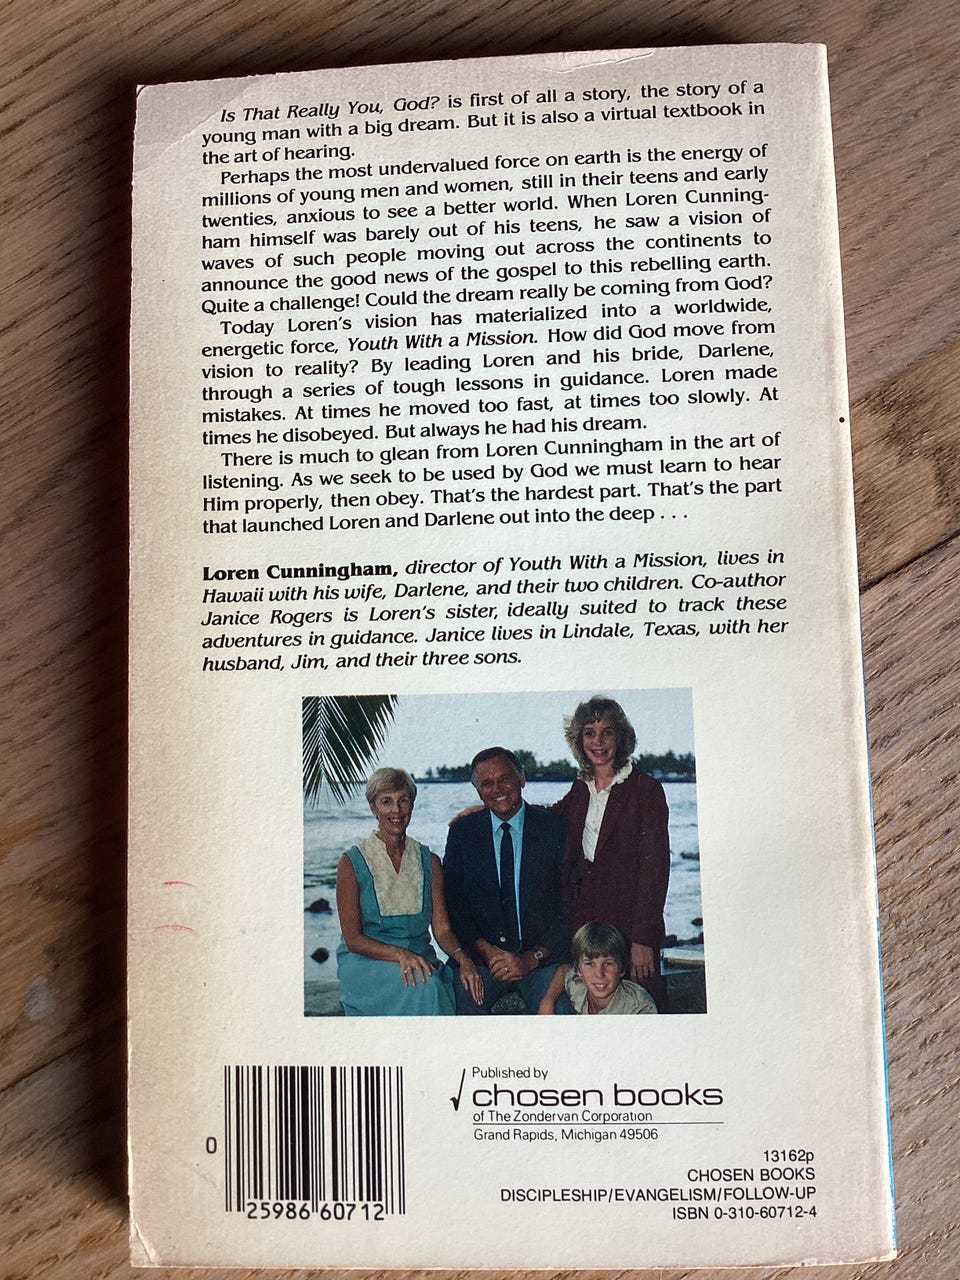 Is That Really You, God? is first of all a story, the story of a
young man with a big dream. But it is also a virtual textbook in
the art of hearing.
Perhaps the most undervalued force on earth is the energy of
millions of young men and women, still in their teens and early
twenties, anxious to see a better world. When Loren Cunning-
ham himself was barely out of his teens, he saw a vision of
waves of such people moving out across the continents to
announce the good news of the gospel to this rebelling earth.
Quite a challenge! Could the dream really be coming from God?
Today Loren's vision has materialized into a worldwide,
energetic force, Youth With a Mission. How did God move from
vision to reality? By leading Loren and his bride, Darlene,
through a series of tough lessons in guidance. Loren made
mistakes. At times he moved too fast, at times too slowly. At
times he disobeyed. But always he had his dream.
There is much to glean from Loren Cunningham in the art of
listening. As we seek to be used by God we must learn to hear
Him properly, then obey. That's the hardest part. That's the part
that launched Loren and Darlene out into the deep . . .
Loren Cunningham, director of Youth With a Mission, lives in
Hawaii with his wife, Darlene, and their two children. Co-author
Janice Rogers is Loren's sister, ideally suited to track these
adventures in guidance. Janice lives in Lindale, Texas, with her
husband, Jim, and their three sons.
Published by
chosen books
of The Zondervan Corporation
Grand Rapids, Michigan 49506
0 25986 60712
13162p
CHOSEN BOOKS
DISCIPLESHIP/EVANGELISM/FOLLOW-UP
ISBN 0-310-60712-4